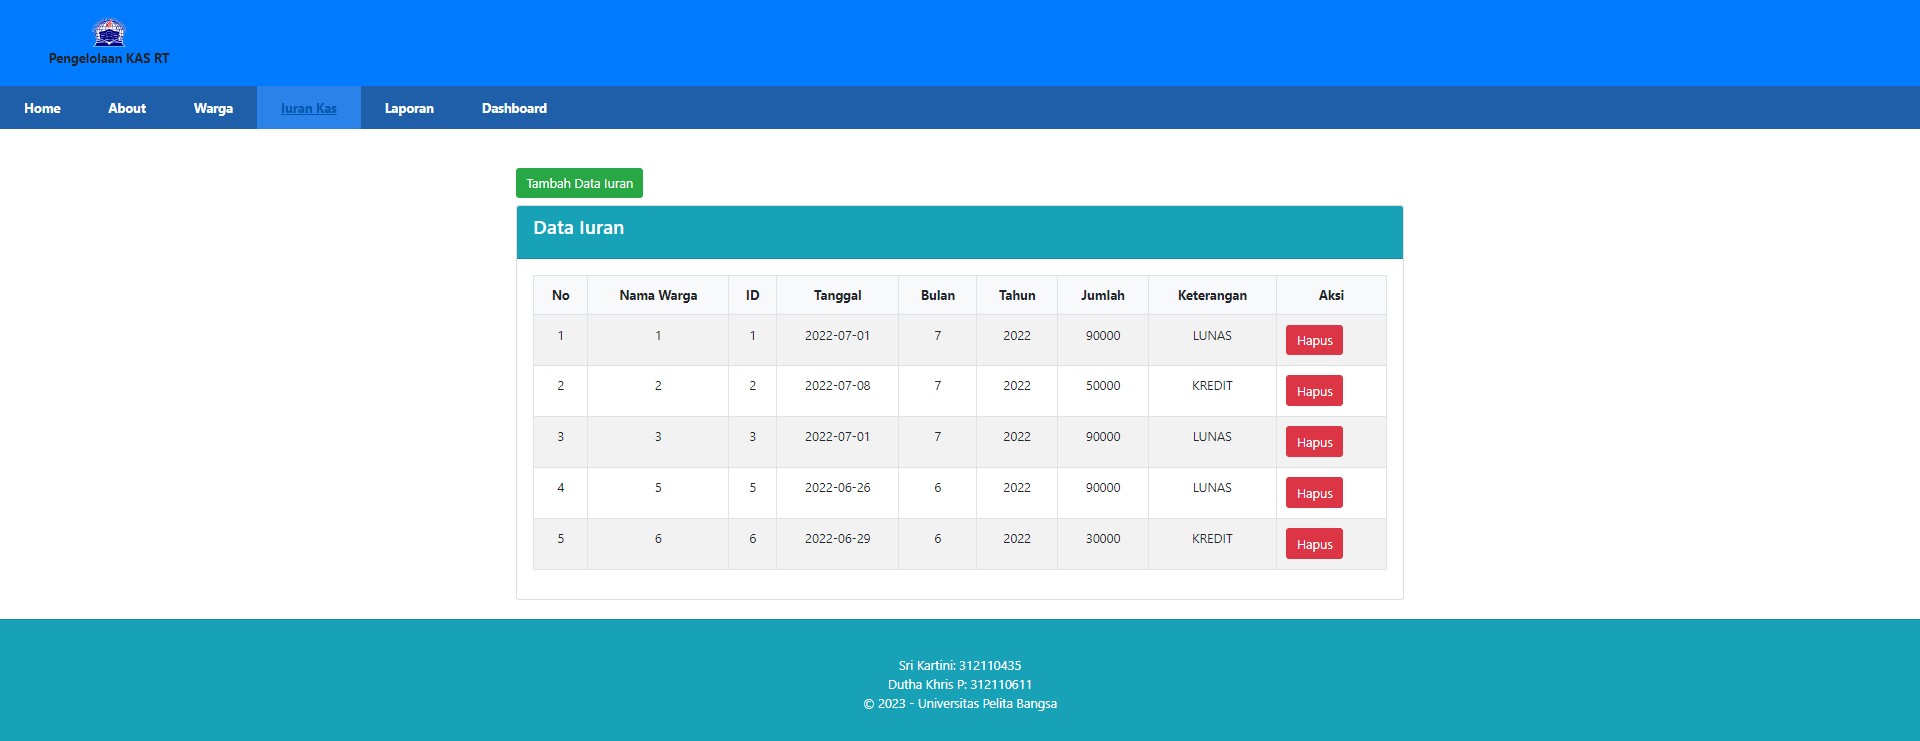 Pengelolaan KAS RT
Home About Warga Iuran Kas Laporan Dashboard
Tambah Data Iuran
Data Iuran
No Nama Warga ID Tanggal Bulan Tahun Jumlah Keterangan Aksi
1 1 1 2022-07-01 7 2022 90000 LUNAS Hapus
2 2 2 2022-07-08 7 2022 50000 KREDIT Hapus
3 3 3 2022-07-01 7 2022 90000 LUNAS Hapus
4 5 5 2022-06-26 6 2022 90000 LUNAS Hapus
5 6 6 2022-06-29 6 2022 30000 KREDIT Hapus
Sri Kartini: 312110435
Dutha Khris P: 312110611
© 2023 - Universitas Pelita Bangsa